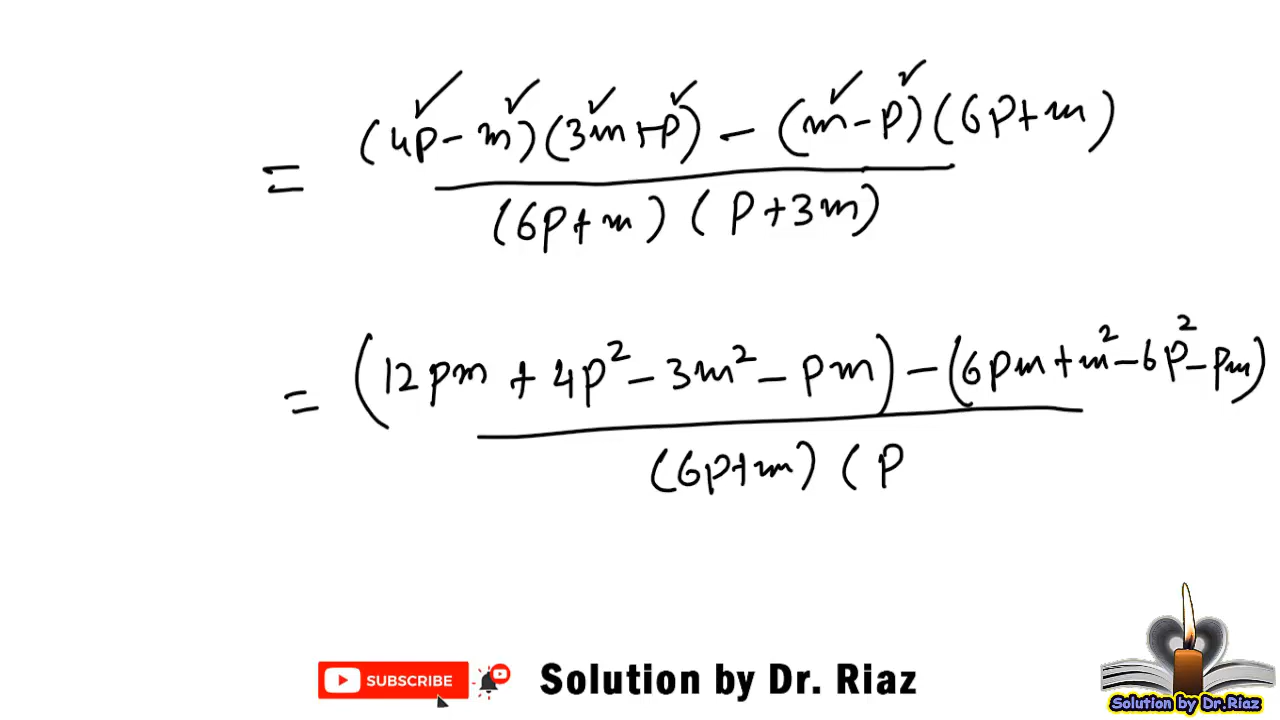 (4p - m)(3m + p) - (m - p)(6p + m)
= ─────────────
(6p + m) (p + 3m)
= (12pm + 4p² - 3m² - pm) - (6pm + m² - 6p² - pm)
─────────────
(6p + m) (p
SUBSCRIBE Solution by Dr. Riaz
Solution by Dr.Riaz